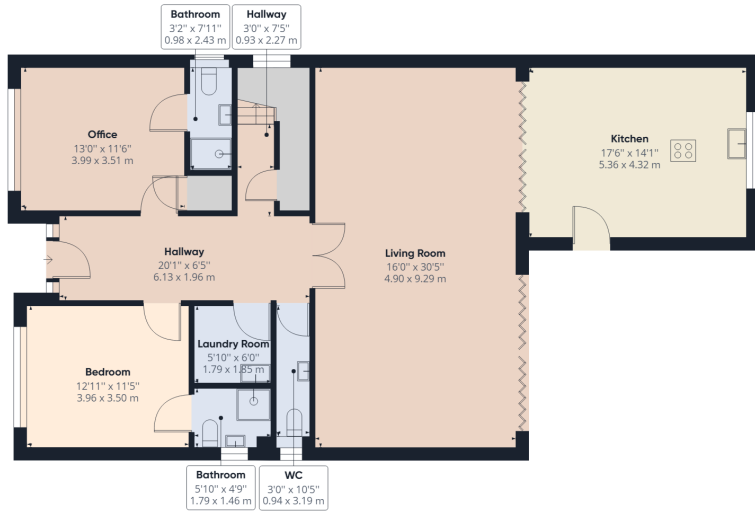 Bathroom
3'2" x 7'11"
0.98 x 2.43 m
Hallway
3'0" x 7'5"
0.93 x 2.27 m
Office
13'0" x 11'6"
3.99 x 3.51 m
Kitchen
17'6" x 14'1"
5.36 x 4.32 m
Hallway
20'1" x 6'5"
6.13 x 1.96 m
Living Room
16'0" x 30'5"
4.90 x 9.29 m
Laundry Room
5'10" x 6'0"
1.79 x 1.85 m
Bedroom
12'11" x 11'5"
3.96 x 3.50 m
Bathroom
5'10" x 4'9"
1.79 x 1.46 m
WC
3'0" x 10'5"
0.94 x 3.19 m